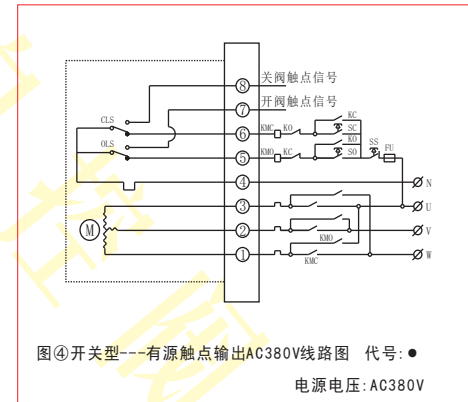 ⑧ 关阀触点信号
⑦ 开阀触点信号
CLS
⑥ KMC KO KC
SC
KO
OLS
⑤ KMO KC SO SS FU
④ N
③ U
M
② V
KMO
① KMC W
图④开关型---有源触点输出AC380V线路图 代号:●
电源电压:AC380V
控
阀